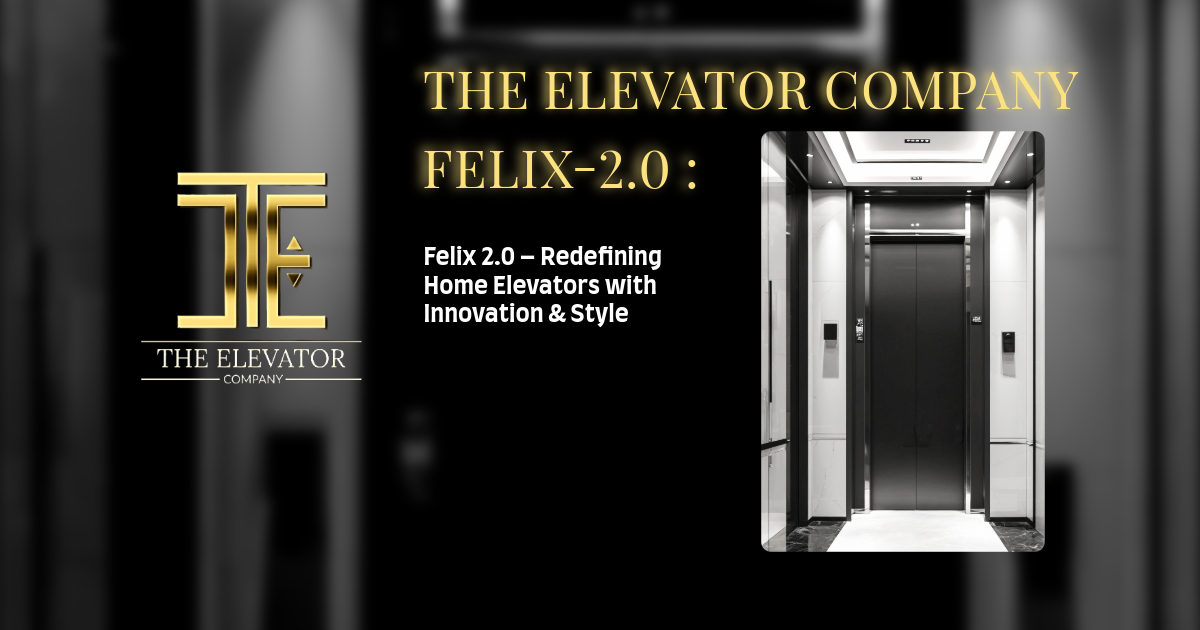 THE ELEVATOR COMPANY
FELIX-2.0 :
Felix 2.0 – Redefining
Home Elevators with
Innovation & Style
THE ELEVATOR
COMPANY